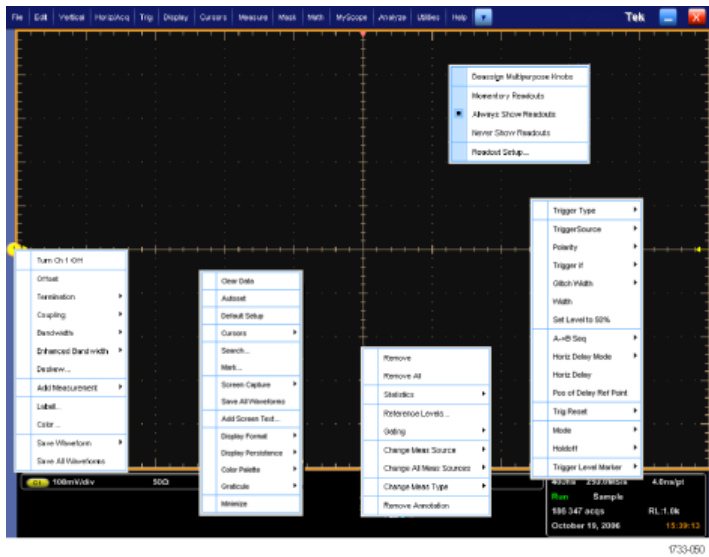 File Edit Vertical Horiz/Acq Trig Display Cursors Measure Mask Math MyScope Analyze Utilities Help Tek
Deassign Multipurpose Knobs
Momentary Readouts
Always Show Readouts
Never Show Readouts
Readout Setup...
Trigger Type
TriggerSource
Polarity
Trigger if
Glitch Width
Width
Set Level to 50%
A->B Seq
Horiz Delay Mode
Horiz Delay
Pos of Delay Ref Point
Trig Reset
Mode
Holdoff
Trigger Level Marker
Turn Ch 1 Off
Offset
Termination
Coupling
Bandwidth
Enhanced Bandwidth
Deskew...
Add Measurement
Label...
Color ...
Save Waveform
Save All Waveforms
Clear Data
Autoset
Default Setup
Cursors
Search...
Mark...
Screen Capture
Save All Waveforms
Add Screen Text...
Display Format
Display Persistence
Color Palette
Graticule
Minimize
Remove
Remove All
Statistics
Reference Levels...
Gating
Change Meas Source
Change All Meas Sources
Change Meas Type
Remove Annotation
C1 100mV/div 50Ω
400ns 250.0MS/s 4.0ns/pt
Run Sample
186 347 acqs RL:1.0k
October 19, 2006 15:39:13
1733-050